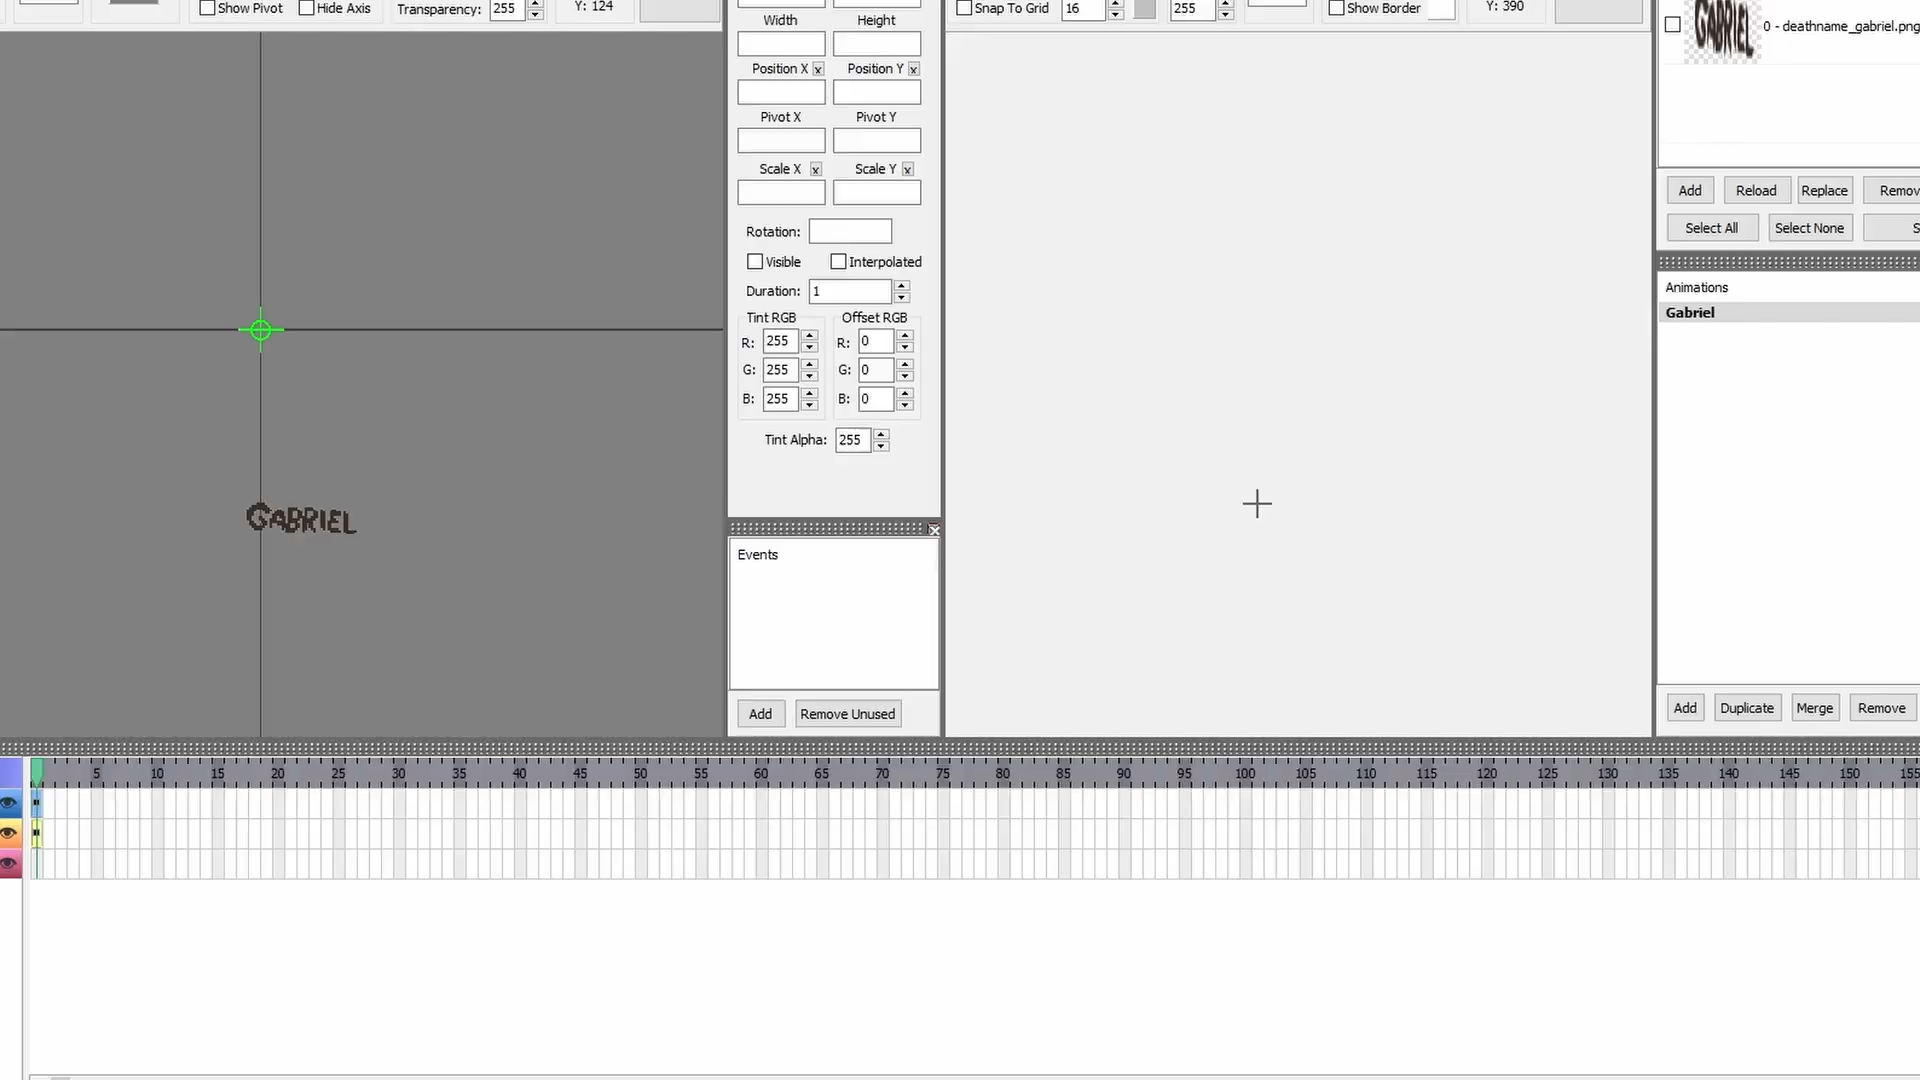 Show Pivot Hide Axis Transparency: 255 Y: 124
Width Height
Position X x Position Y x
Pivot X Pivot Y
Scale X x Scale Y x
Rotation:
Visible Interpolated
Duration: 1
Tint RGB Offset RGB
R: 255 R: 0
G: 255 G: 0
B: 255 B: 0
Tint Alpha: 255
Events
Add Remove Unused
GABRIEL
Snap To Grid 16 255 Show Border Y: 390
GABRIEL
0 - deathname_gabriel.png
Add Reload Replace Remov
Select All Select None S
Animations
Gabriel
Add Duplicate Merge Remove
5 10 15 20 25 30 35 40 45 50 55 60 65 70 75 80 85 90 95 100 105 110 115 120 125 130 135 140 145 150 155